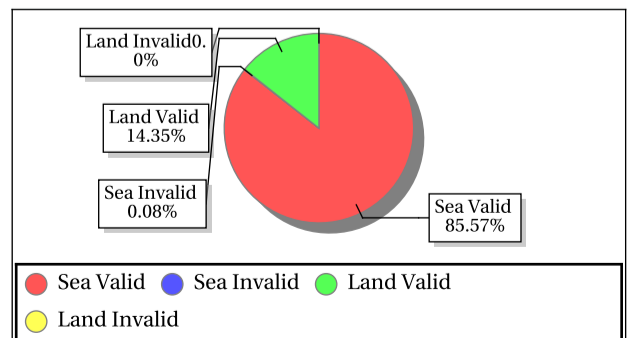 Land Invalid0.
0%
Land Valid
14.35%
Sea Invalid
0.08%
Sea Valid
85.57%
Sea Valid Sea Invalid Land Valid
Land Invalid